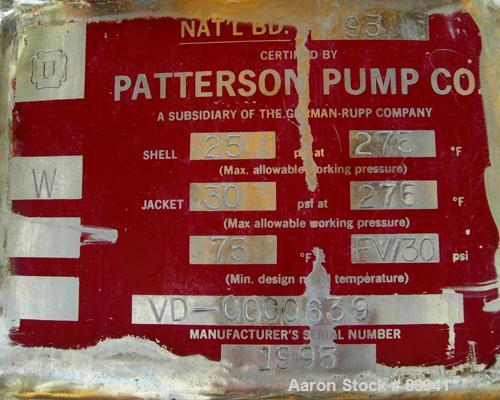 NAT'L BD. 95
U
CERTIFIED BY
PATTERSON PUMP CO.
A SUBSIDIARY OF THE GORMAN-RUPP COMPANY
SHELL 25 psi at 275 °F
(Max. allowable working pressure)
W
JACKET 30 psi at 275 °F
(Max allowable working pressure)
75 °F FV/30 psi
(Min. design temperature)
VD-0000639
MANUFACTURER'S SERIAL NUMBER
1995
Aaron Stock #